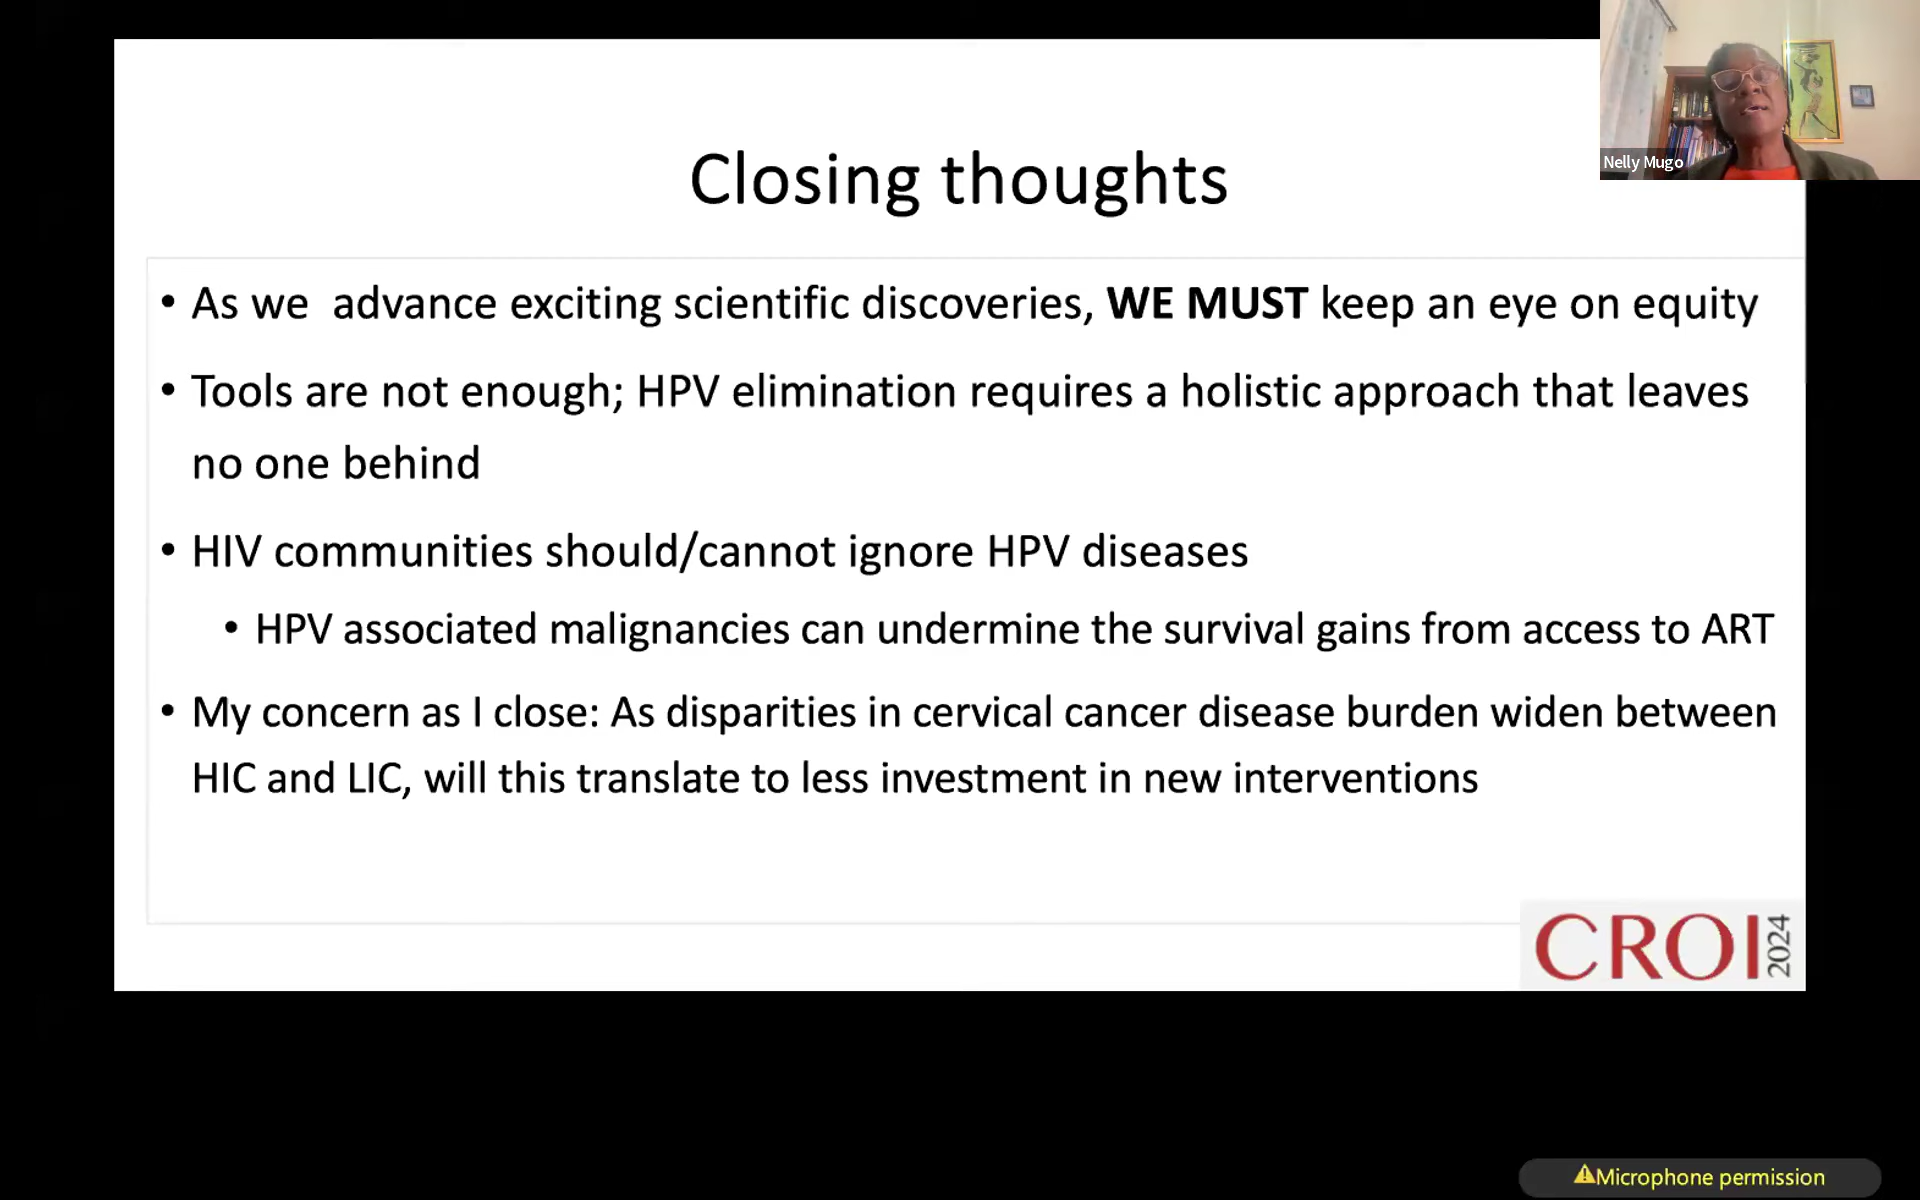 Closing thoughts
Nelly Mugo
• As we advance exciting scientific discoveries, WE MUST keep an eye on equity
• Tools are not enough; HPV elimination requires a holistic approach that leaves
no one behind
• HIV communities should/cannot ignore HPV diseases
• HPV associated malignancies can undermine the survival gains from access to ART
• My concern as I close: As disparities in cervical cancer disease burden widen between
HIC and LIC, will this translate to less investment in new interventions
CROI 2024
Microphone permission